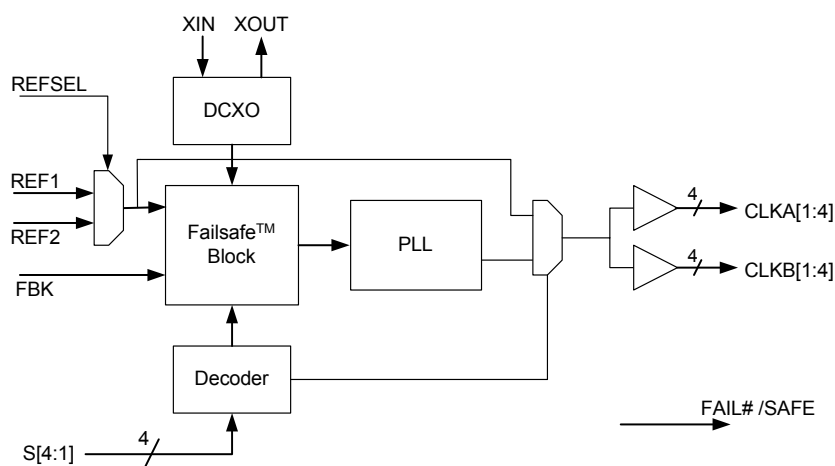 XIN XOUT
REFSEL
DCXO
REF1
REF2
Failsafe™
Block
PLL
4
CLKA[1:4]
4
CLKB[1:4]
FBK
Decoder
FAIL# /SAFE
4
S[4:1]